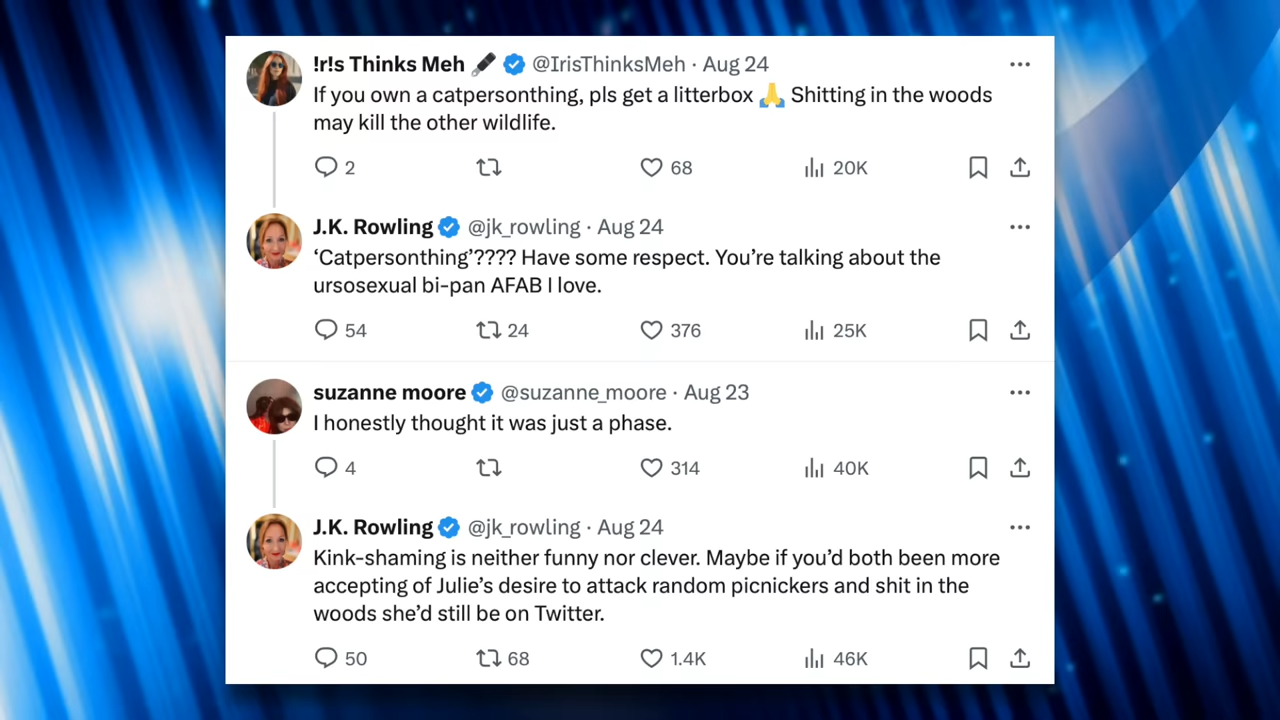 !r!s Thinks Meh 🖋️ @IrisThinksMeh · Aug 24
If you own a catpersonthing, pls get a litterbox 🙏 Shitting in the woods
may kill the other wildlife.
2 68 20K
J.K. Rowling @jk_rowling · Aug 24
‘Catpersonthing’???? Have some respect. You’re talking about the
ursosexual bi-pan AFAB I love.
54 24 376 25K
suzanne moore @suzanne_moore · Aug 23
I honestly thought it was just a phase.
4 314 40K
J.K. Rowling @jk_rowling · Aug 24
Kink-shaming is neither funny nor clever. Maybe if you’d both been more
accepting of Julie’s desire to attack random picnickers and shit in the
woods she’d still be on Twitter.
50 68 1.4K 46K